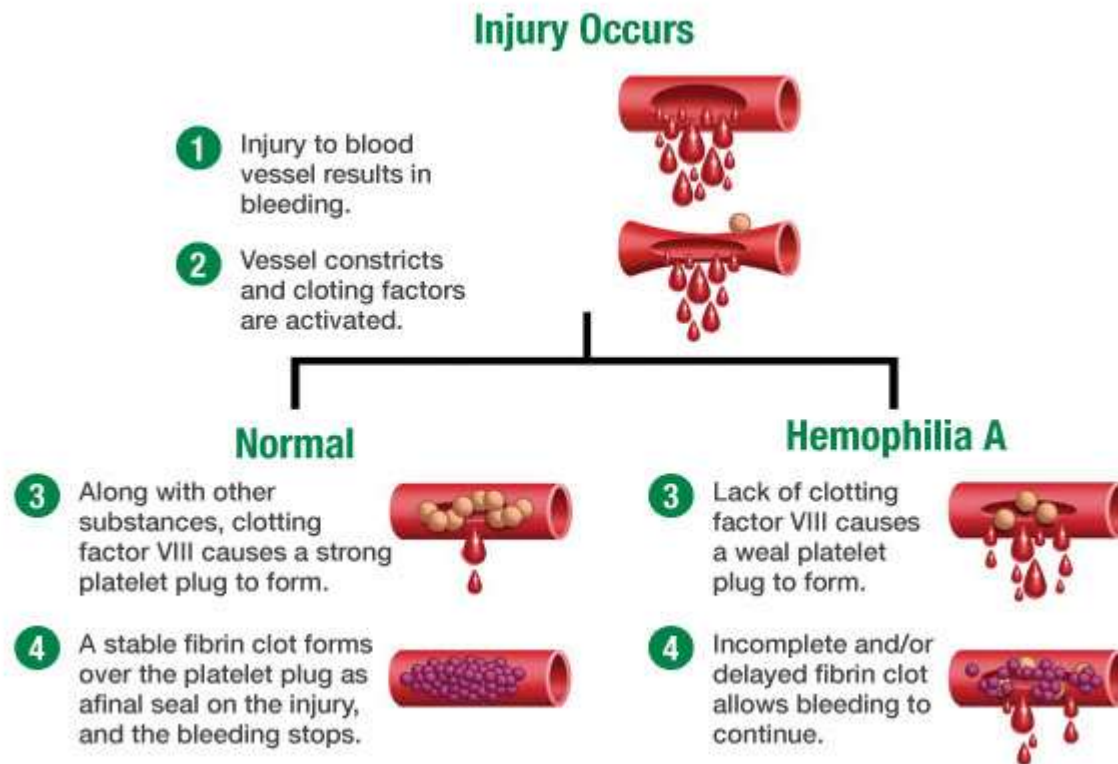 Injury Occurs
1 Injury to blood
vessel results in
bleeding.
2 Vessel constricts
and cloting factors
are activated.
Normal
3 Along with other
substances, clotting
factor VIII causes a strong
platelet plug to form.
4 A stable fibrin clot forms
over the platelet plug as
afinal seal on the injury,
and the bleeding stops.
Hemophilia A
3 Lack of clotting
factor VIII causes
a weal platelet
plug to form.
4 Incomplete and/or
delayed fibrin clot
allows bleeding to
continue.